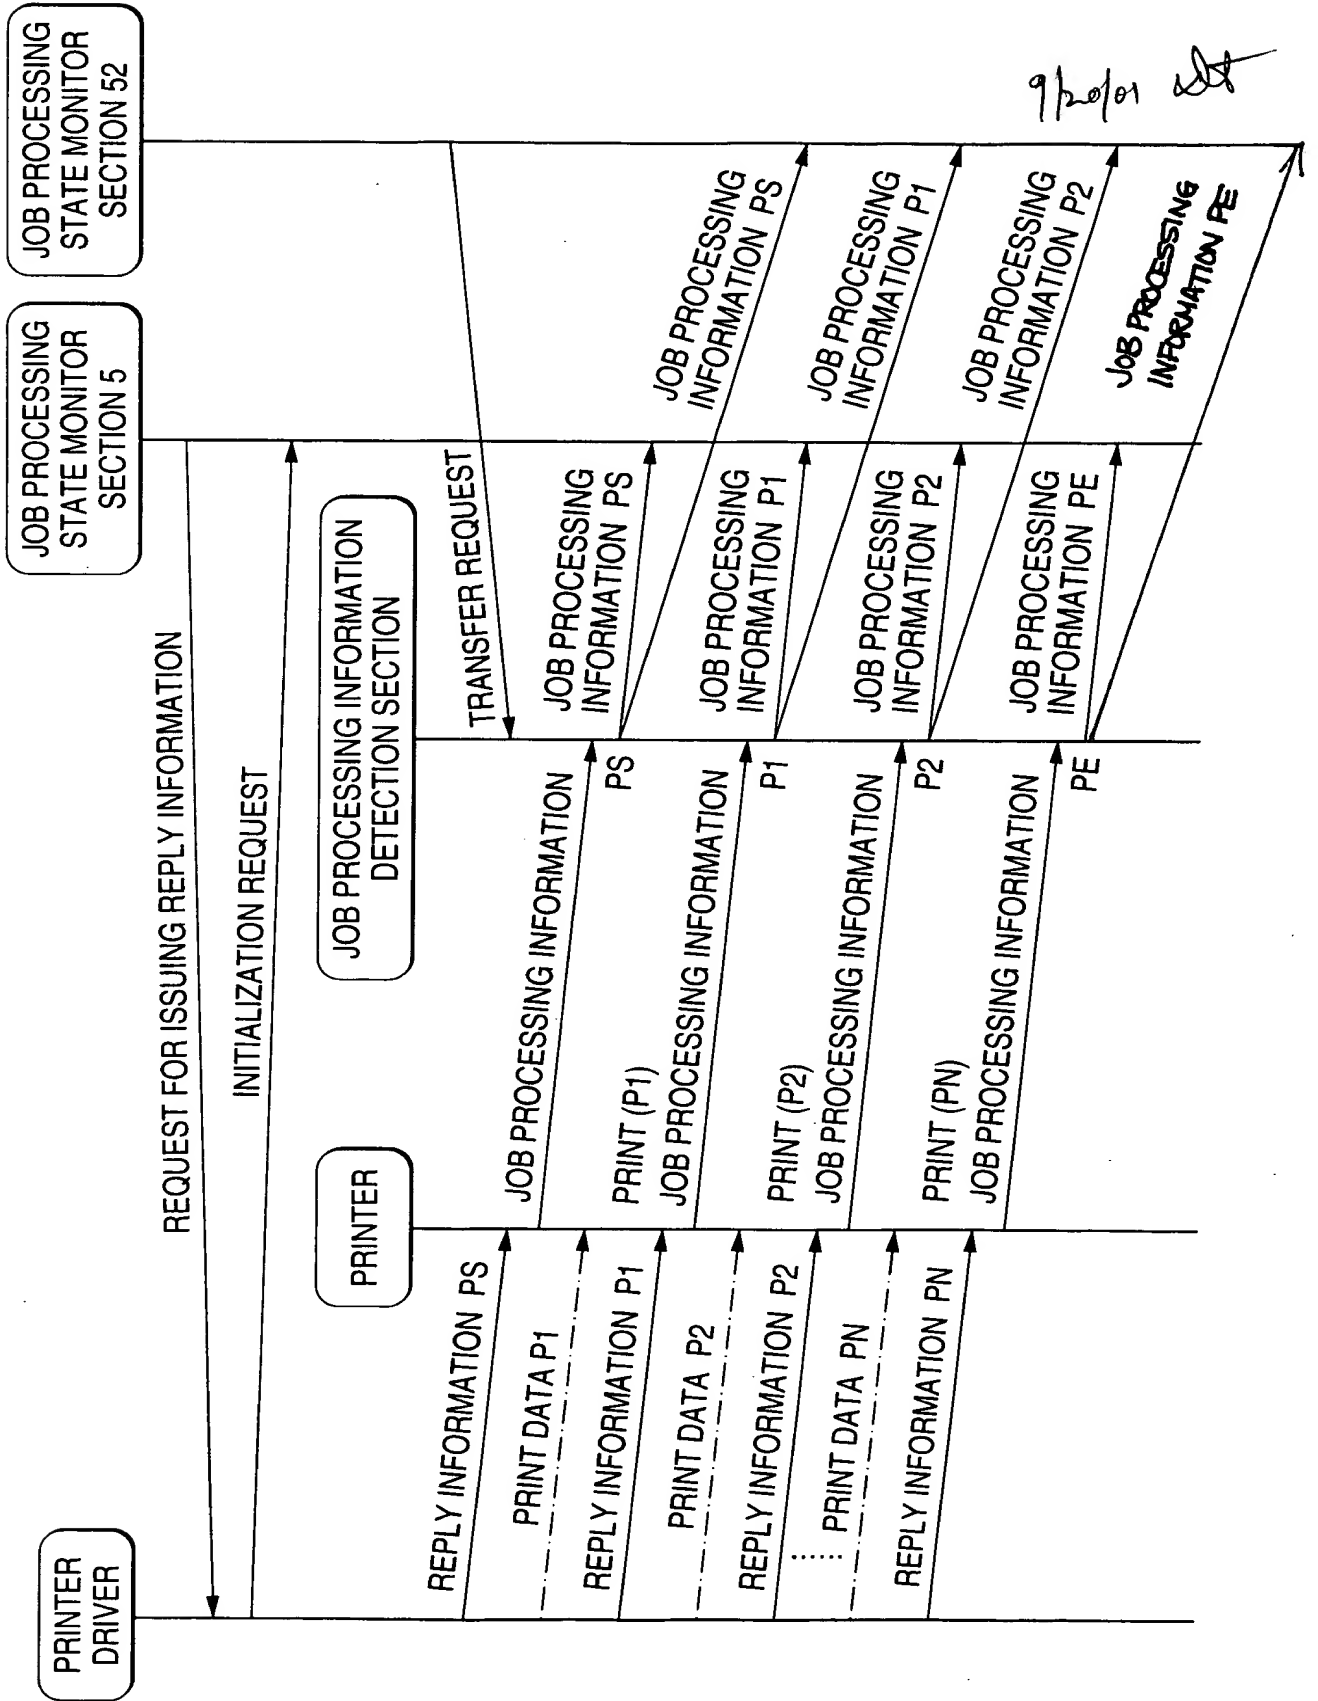 PRINTER
DRIVER
PRINTER
JOB PROCESSING INFORMATION
DETECTION SECTION
JOB PROCESSING
STATE MONITOR
SECTION 5
JOB PROCESSING
STATE MONITOR
SECTION 52
REQUEST FOR ISSUING REPLY INFORMATION
INITIALIZATION REQUEST
TRANSFER REQUEST
REPLY INFORMATION PS
JOB PROCESSING INFORMATION
PS
JOB PROCESSING
INFORMATION PS
JOB PROCESSING
INFORMATION PS
PRINT DATA P1
REPLY INFORMATION P1
PRINT (P1)
JOB PROCESSING INFORMATION
P1
JOB PROCESSING
INFORMATION P1
JOB PROCESSING
INFORMATION P1
PRINT DATA P2
REPLY INFORMATION P2
PRINT (P2)
JOB PROCESSING INFORMATION
P2
JOB PROCESSING
INFORMATION P2
JOB PROCESSING
INFORMATION P2
...... PRINT DATA PN
REPLY INFORMATION PN
PRINT (PN)
JOB PROCESSING INFORMATION
PE
JOB PROCESSING
INFORMATION PE
JOB PROCESSING
INFORMATION PE
9/20/01